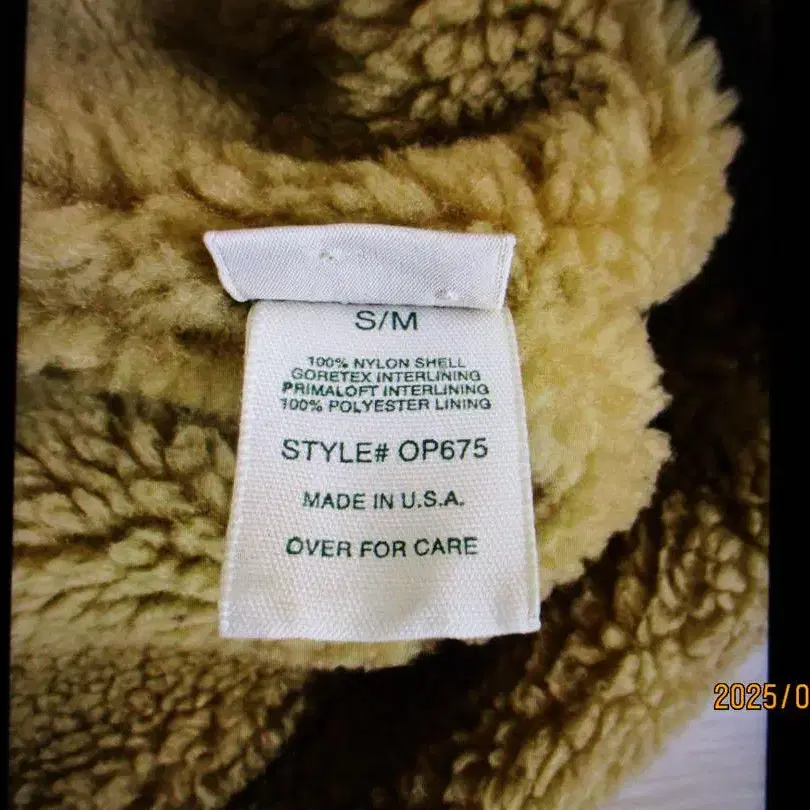 S/M
100% NYLON SHELL
GORETEX INTERLINING
PRIMALOFT INTERLINING
100% POLYESTER LINING
STYLE# OP675
MADE IN U.S.A.
OVER FOR CARE
2025/0